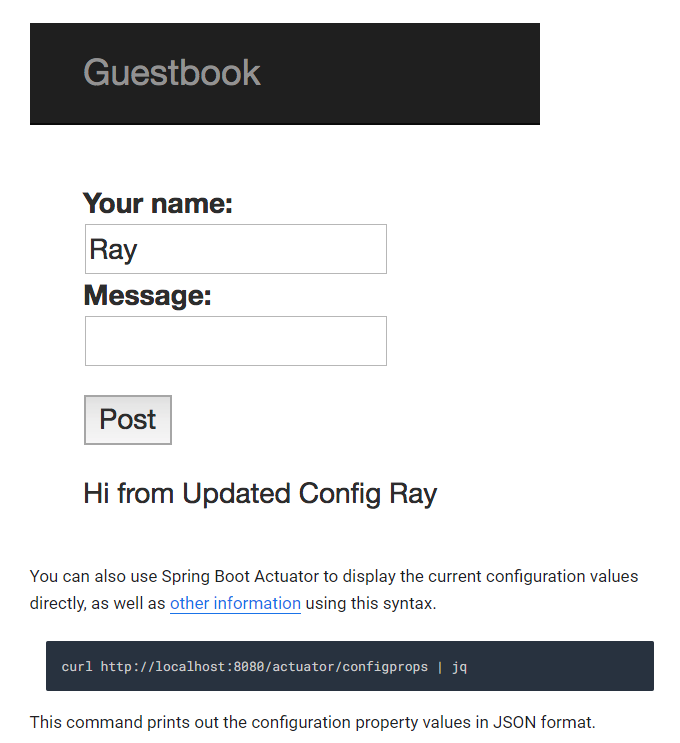 Guestbook
Your name:
Ray
Message:
Post
Hi from Updated Config Ray
You can also use Spring Boot Actuator to display the current configuration values
directly, as well as other information using this syntax.
curl http://localhost:8080/actuator/configprops | jq
This command prints out the configuration property values in JSON format.